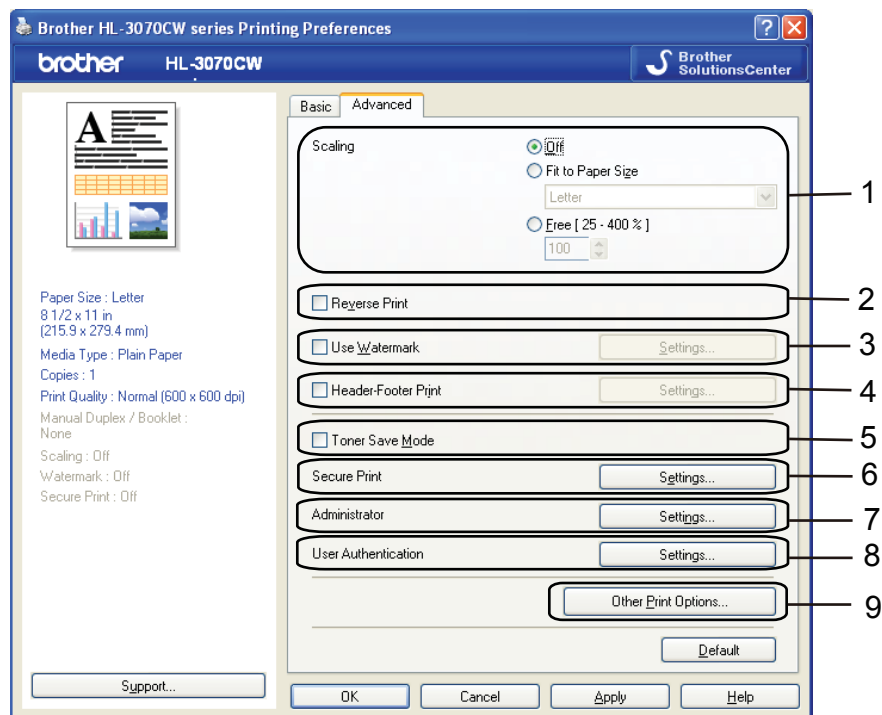 Brother HL-3070CW series Printing Preferences
brother HL-3070CW
Brother
SolutionsCenter
A
Paper Size : Letter
8 1/2 x 11 in
(215.9 x 279.4 mm)
Media Type : Plain Paper
Copies : 1
Print Quality : Normal (600 x 600 dpi)
Manual Duplex / Booklet :
None
Scaling : Off
Watermark : Off
Secure Print : Off
Support...
Basic Advanced
Scaling Off
Fit to Paper Size
Letter
Free [ 25 - 400 % ]
100
1
Reverse Print 2
Use Watermark Settings... 3
Header-Footer Print Settings... 4
Toner Save Mode 5
Secure Print Settings... 6
Administrator Settings... 7
User Authentication Settings... 8
Other Print Options... 9
Default
OK Cancel Apply Help